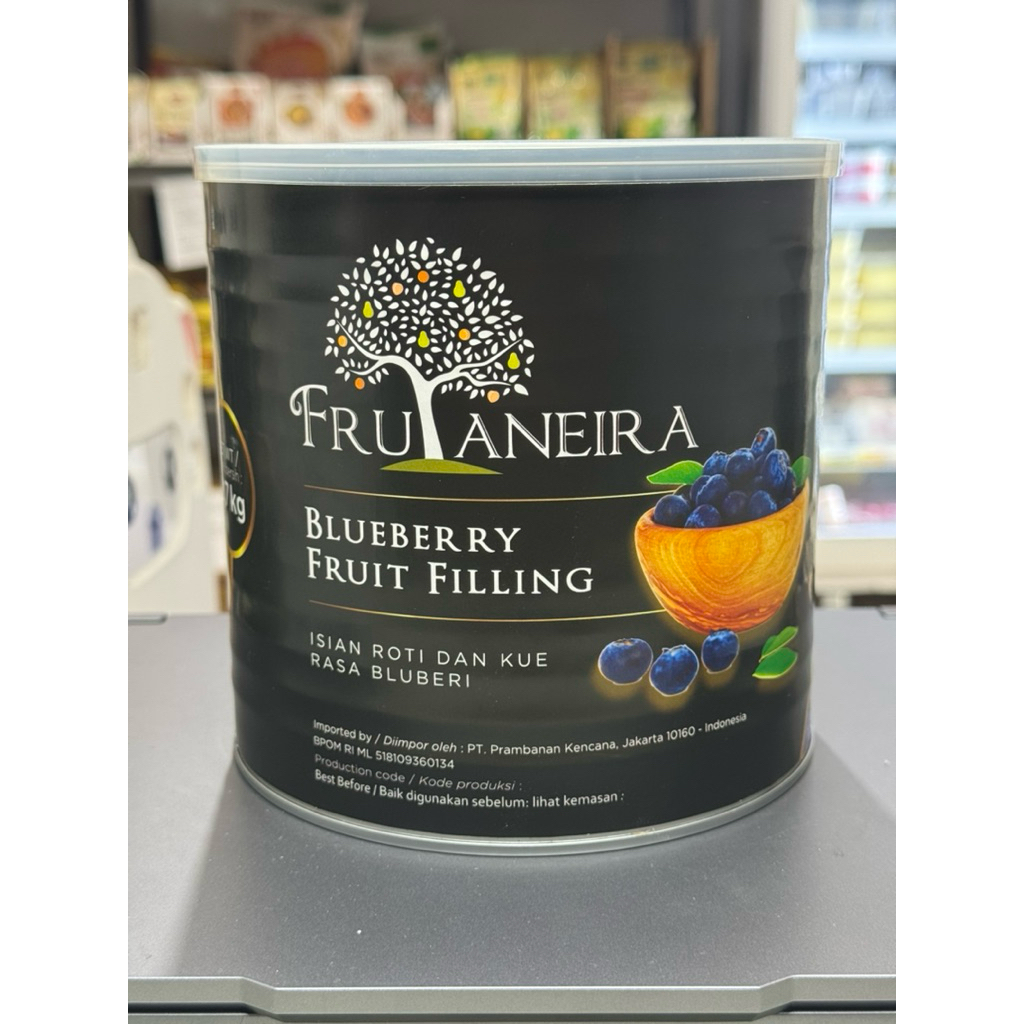 FRUTANEIRA
BLUEBERRY
FRUIT FILLING
ISIAN ROTI DAN KUE
RASA BLUBERI
Imported by / Diimpor oleh : PT. Prambanan Kencana, Jakarta 10160 - Indonesia
BPOM RI ML 518109360134
Production code / Kode produksi :
Best Before / Baik digunakan sebelum: lihat kemasan :
kg